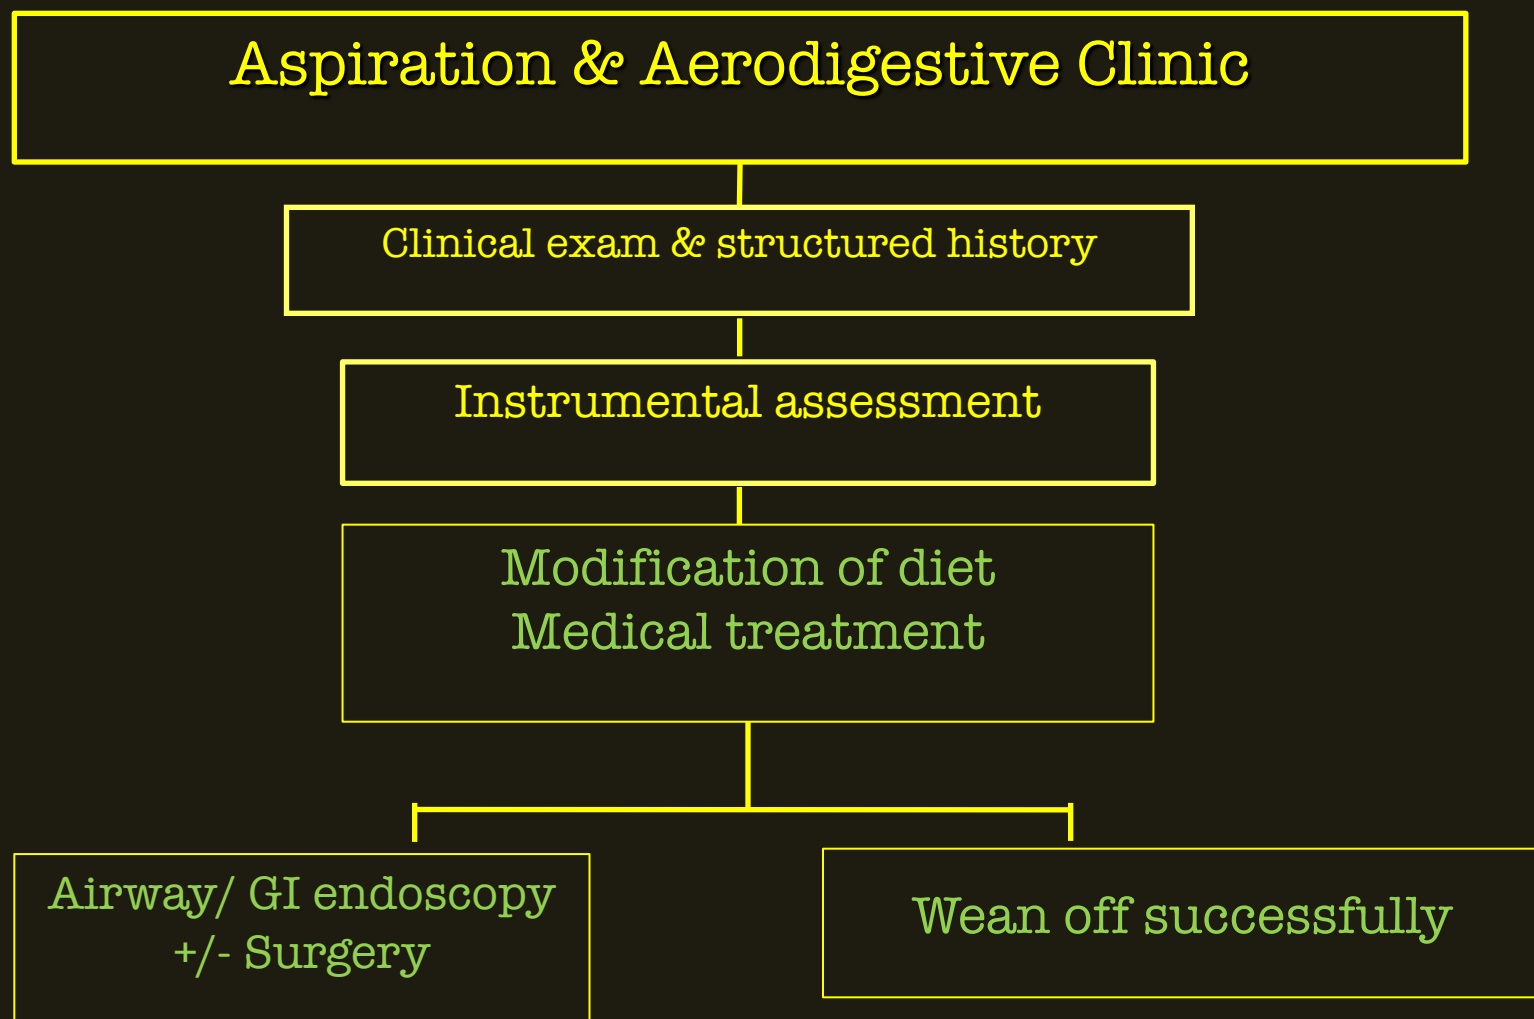 Aspiration & Aerodigestive Clinic
Clinical exam & structured history
Instrumental assessment
Modification of diet
Medical treatment
Airway/ GI endoscopy
+/- Surgery
Wean off successfully